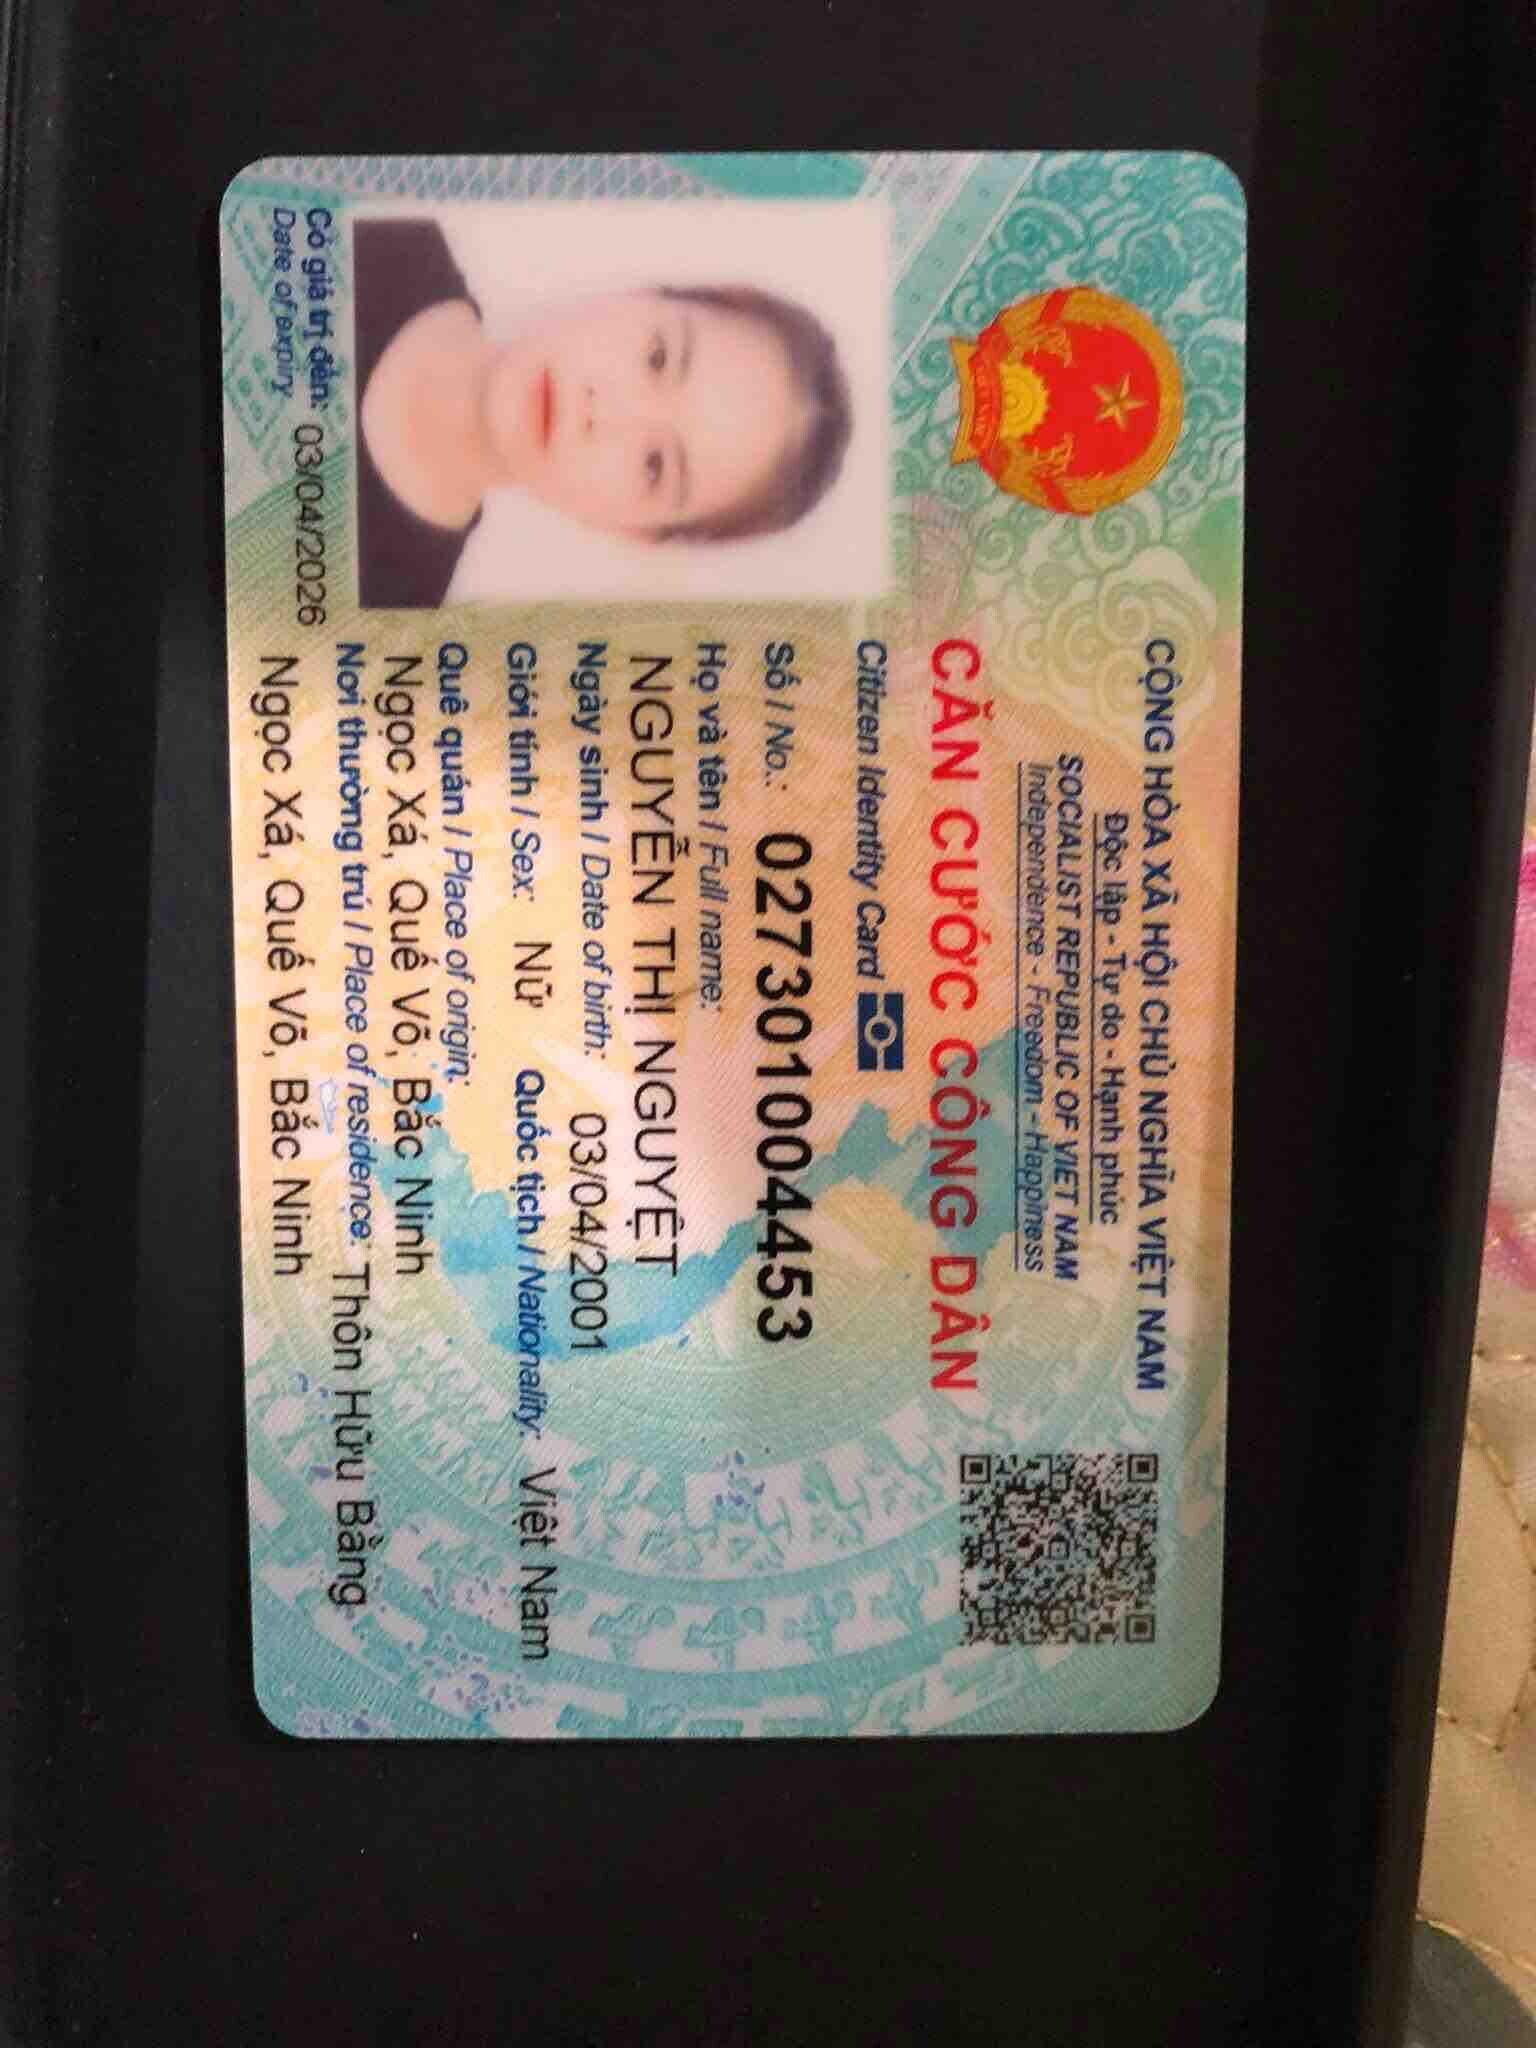 CỘNG HÒA XÃ HỘI CHỦ NGHĨA VIỆT NAM
Độc lập - Tự do - Hạnh phúc
SOCIALIST REPUBLIC OF VIET NAM
Independence - Freedom - Happiness
CĂN CƯỚC CÔNG DÂN
Citizen Identity Card
Số / No.: 027301004453
Họ và tên / Full name:
NGUYỄN THỊ NGUYỆT
Ngày sinh / Date of birth: 03/04/2001
Giới tính / Sex: Nữ Quốc tịch / Nationality: Việt Nam
Quê quán / Place of origin:
Ngọc Xá, Quế Võ, Bắc Ninh
Nơi thường trú / Place of residence: Thôn Hữu Bằng
Ngọc Xá, Quế Võ, Bắc Ninh
Có giá trị đến: 03/04/2026
Date of expiry